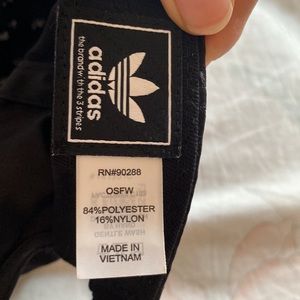 adidas
the brand with the 3 stripes
RN#90288
OSFW
84%POLYESTER
16%NYLON
MADE IN
VIETNAM